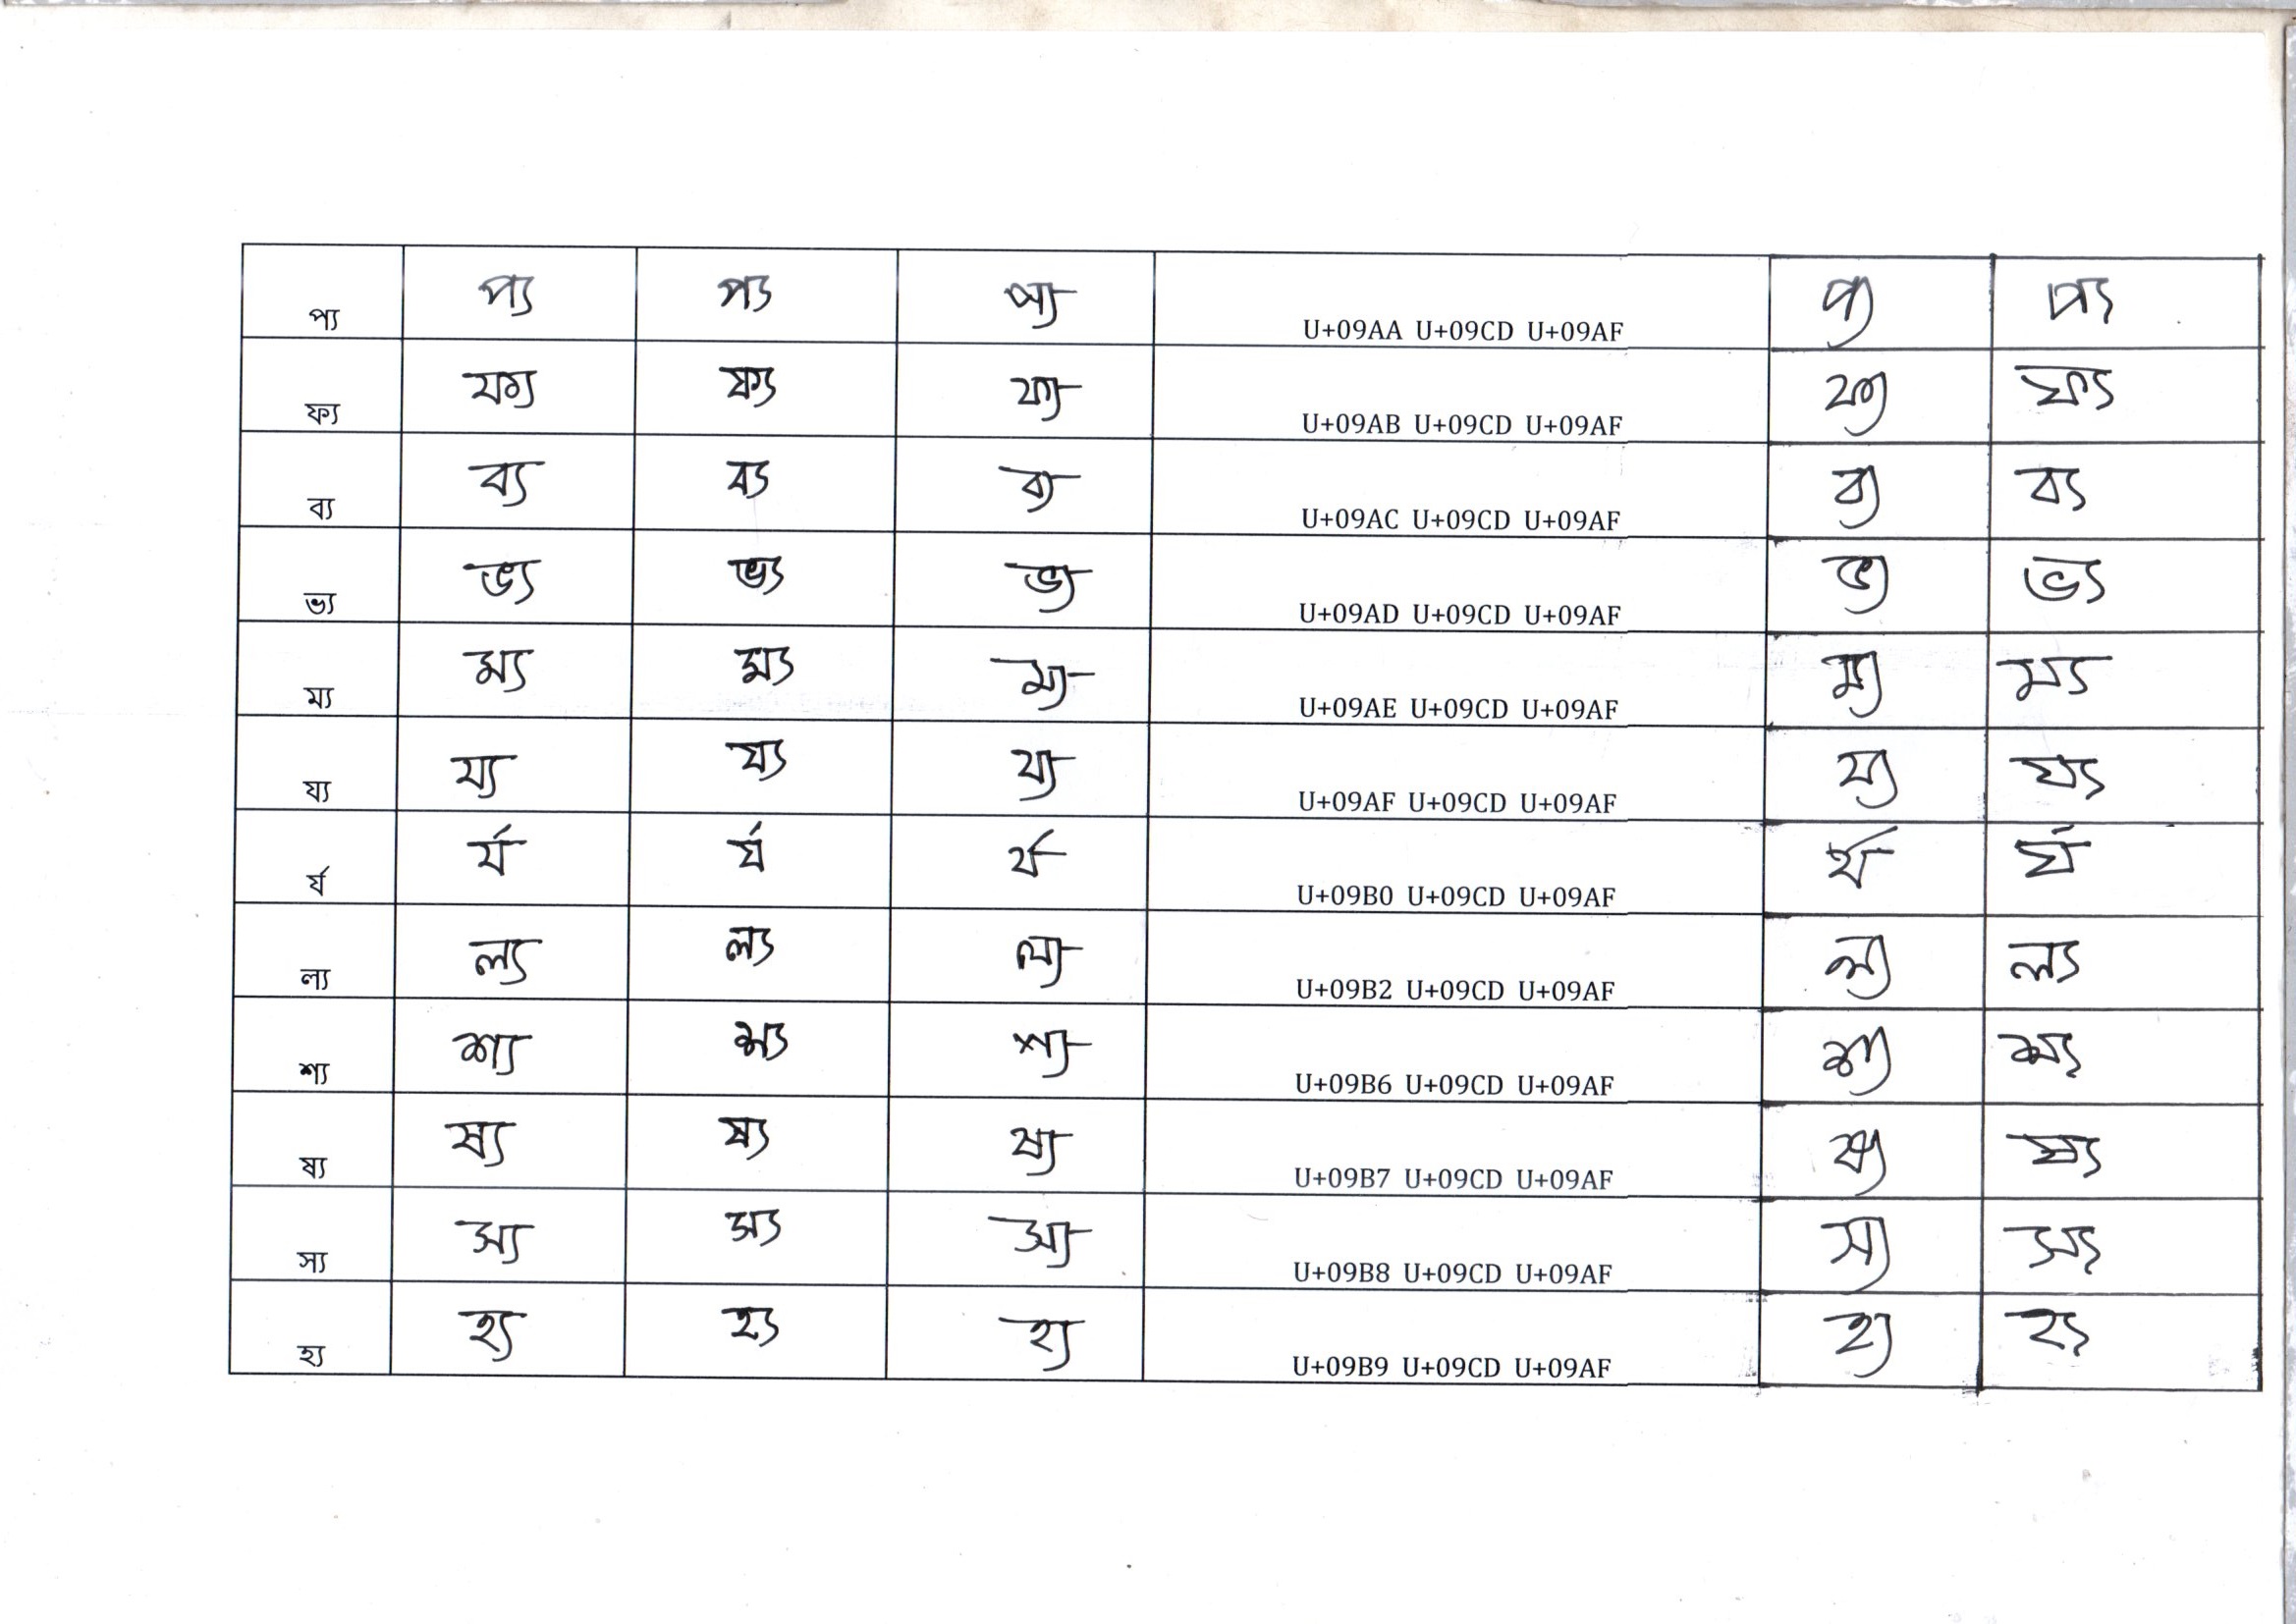 প্য প্য প্য প্য U+09AA U+09CD U+09AF প্য প্য
ফ্য ফ্য ফ্য ফ্য U+09AB U+09CD U+09AF ফ্য ফ্য
ব্য ব্য ব্য ব্য U+09AC U+09CD U+09AF ব্য ব্য
ভ্য ভ্য ভ্য ভ্য U+09AD U+09CD U+09AF ভ্য ভ্য
ম্য ম্য ম্য ম্য U+09AE U+09CD U+09AF ম্য ম্য
য্য য্য য্য য্য U+09AF U+09CD U+09AF য্য য্য
র্য র্য র্য র্য U+09B0 U+09CD U+09AF র্য র্য
ল্য ল্য ল্য ল্য U+09B2 U+09CD U+09AF ল্য ল্য
শ্য শ্য শ্য শ্য U+09B6 U+09CD U+09AF শ্য শ্য
ষ্য ষ্য ষ্য ষ্য U+09B7 U+09CD U+09AF ষ্য ষ্য
স্য স্য স্য স্য U+09B8 U+09CD U+09AF স্য স্য
হ্য হ্য হ্য হ্য U+09B9 U+09CD U+09AF হ্য হ্য